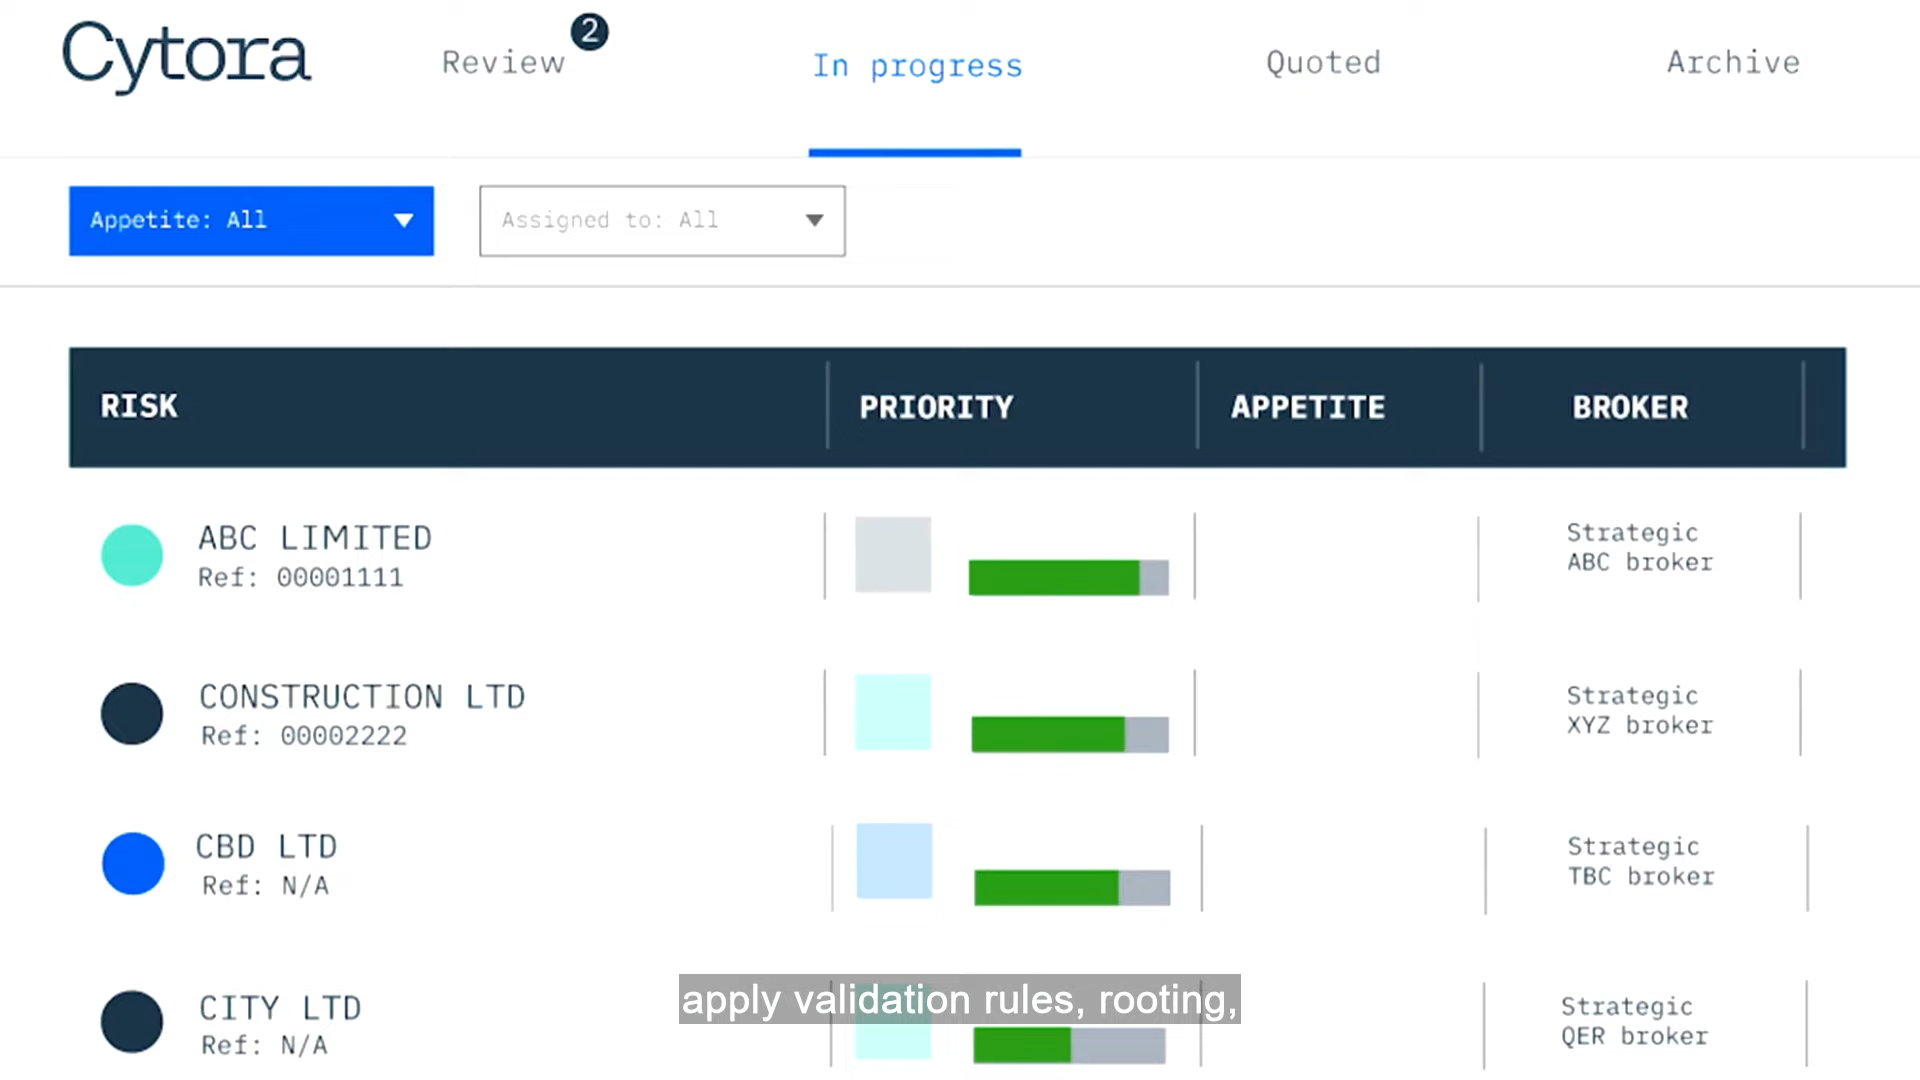 Cytora
Review
2
In progress
Quoted
Archive
Appetite: All
Assigned to: All
RISK
PRIORITY
APPETITE
BROKER
ABC LIMITED
Ref: 00001111
Strategic
ABC broker
CONSTRUCTION LTD
Ref: 00002222
Strategic
XYZ broker
CBD LTD
Ref: N/A
Strategic
TBC broker
CITY LTD
Ref: N/A
Strategic
QER broker
apply validation rules, rooting,